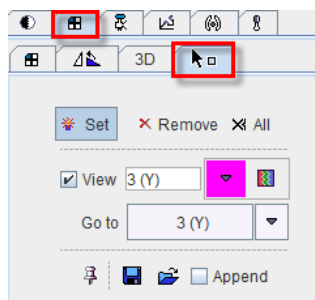 3D
Set Remove All
View 3 (Y)
Go to 3 (Y)
Append